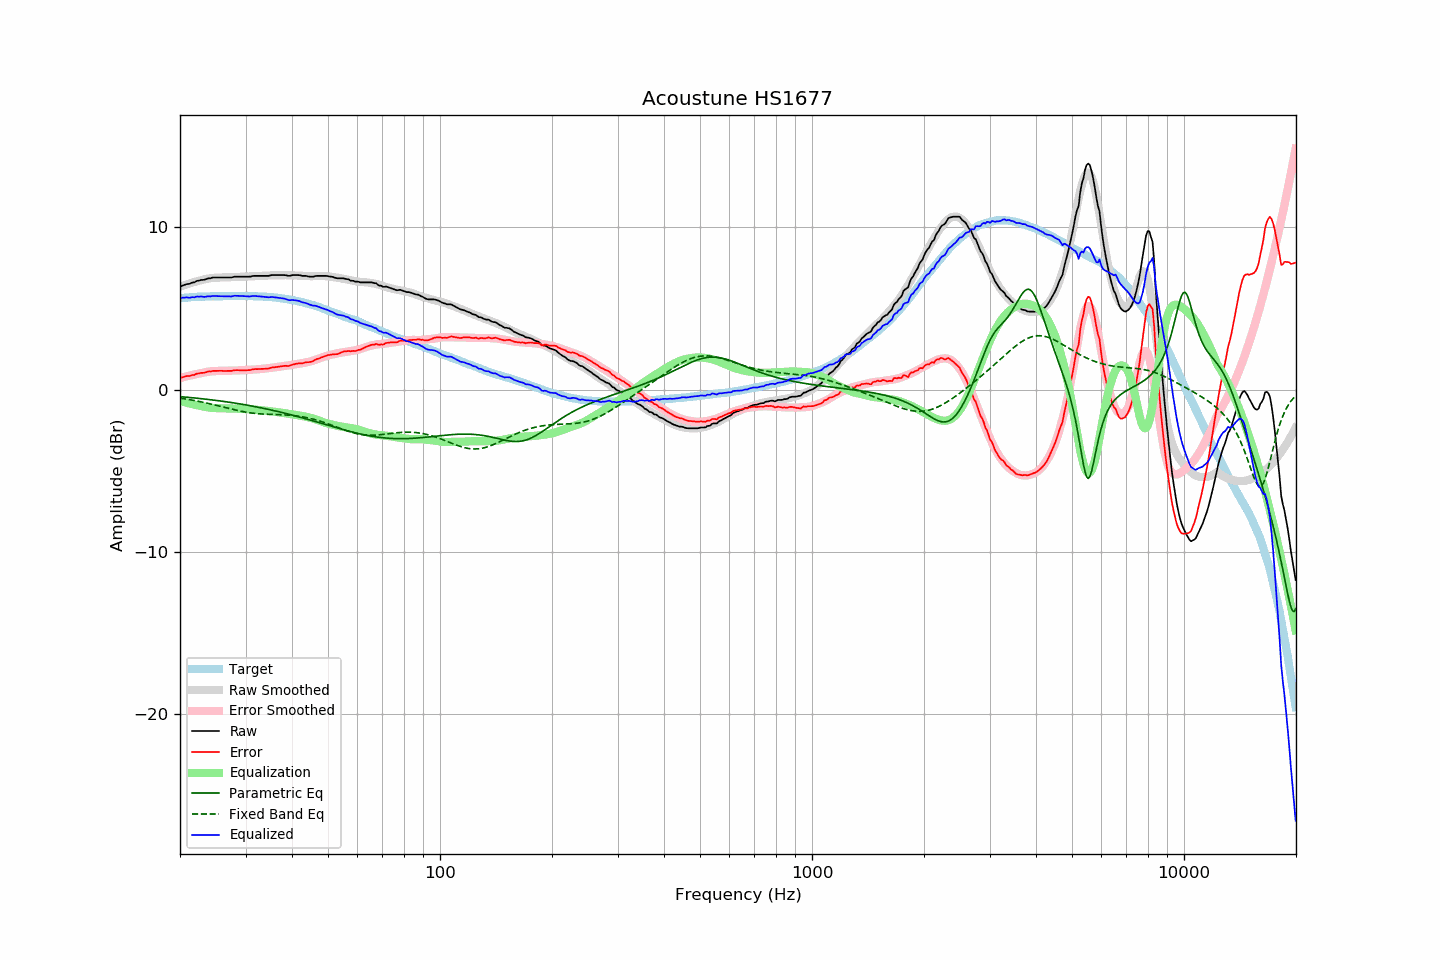 Acoustune HS1677
Amplitude (dBr)
10
0
−10
−20
Target
Raw Smoothed
Error Smoothed
Raw
Error
Equalization
Parametric Eq
Fixed Band Eq
Equalized
100 1000 10000
Frequency (Hz)